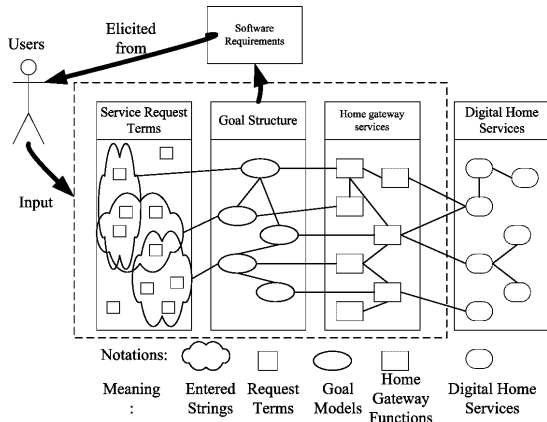 Elicited
from
Software
Requirements
Users
Service Request
Terms
Goal Structure
Home gateway
services
Digital Home
Services
Input
Notations:
Meaning
:
Entered
Strings
Request
Terms
Goal
Models
Home
Gateway
Functions
Digital Home
Services